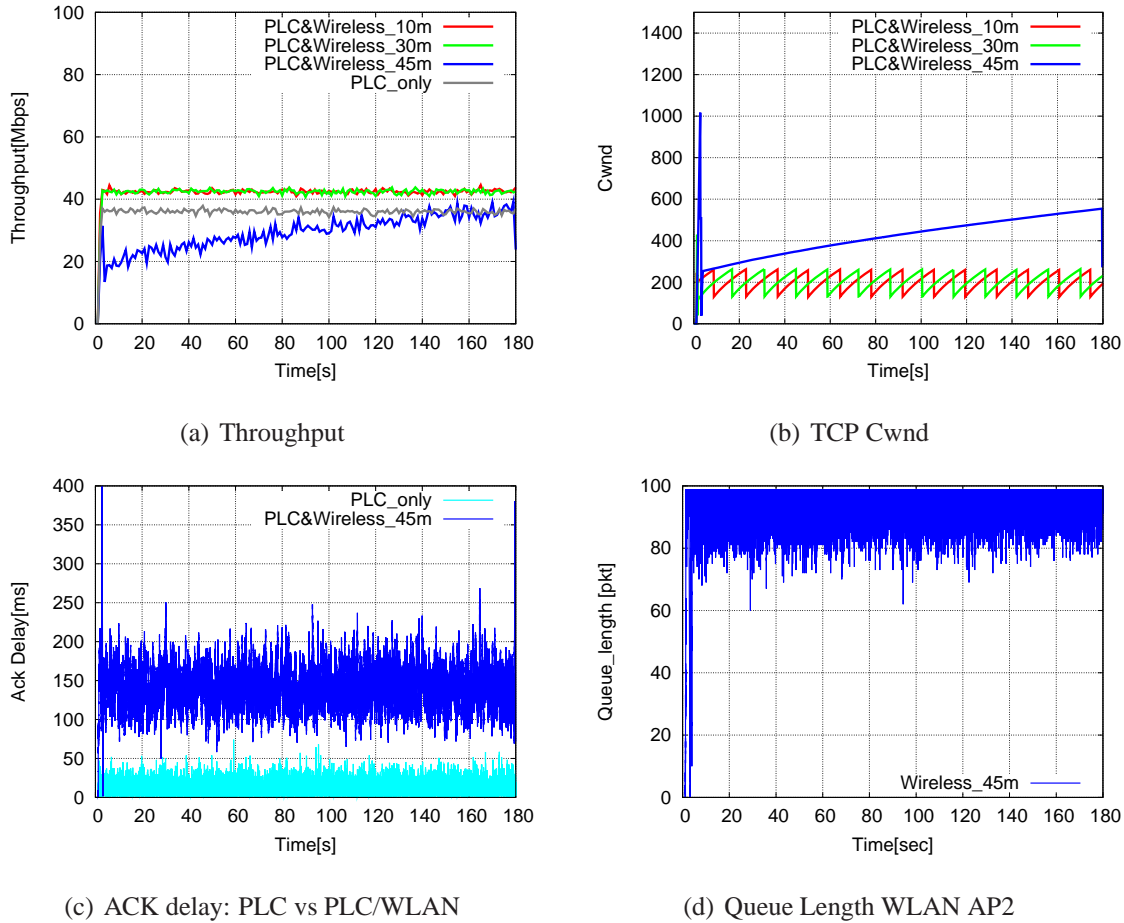 100
80
60
40
20
0
0 20 40 60 80 100 120 140 160 180
Throughput[Mbps]
Time[s]
PLC&Wireless_10m
PLC&Wireless_30m
PLC&Wireless_45m
PLC_only
(a) Throughput
1400
1200
1000
800
600
400
200
0
0 20 40 60 80 100 120 140 160 180
Cwnd
Time[s]
PLC&Wireless_10m
PLC&Wireless_30m
PLC&Wireless_45m
(b) TCP Cwnd
400
350
300
250
200
150
100
50
0
0 20 40 60 80 100 120 140 160 180
Ack Delay[ms]
Time[s]
PLC_only
PLC&Wireless_45m
(c) ACK delay: PLC vs PLC/WLAN
100
80
60
40
20
0
0 20 40 60 80 100 120 140 160 180
Queue_length [pkt]
Time[sec]
Wireless_45m
(d) Queue Length WLAN AP2